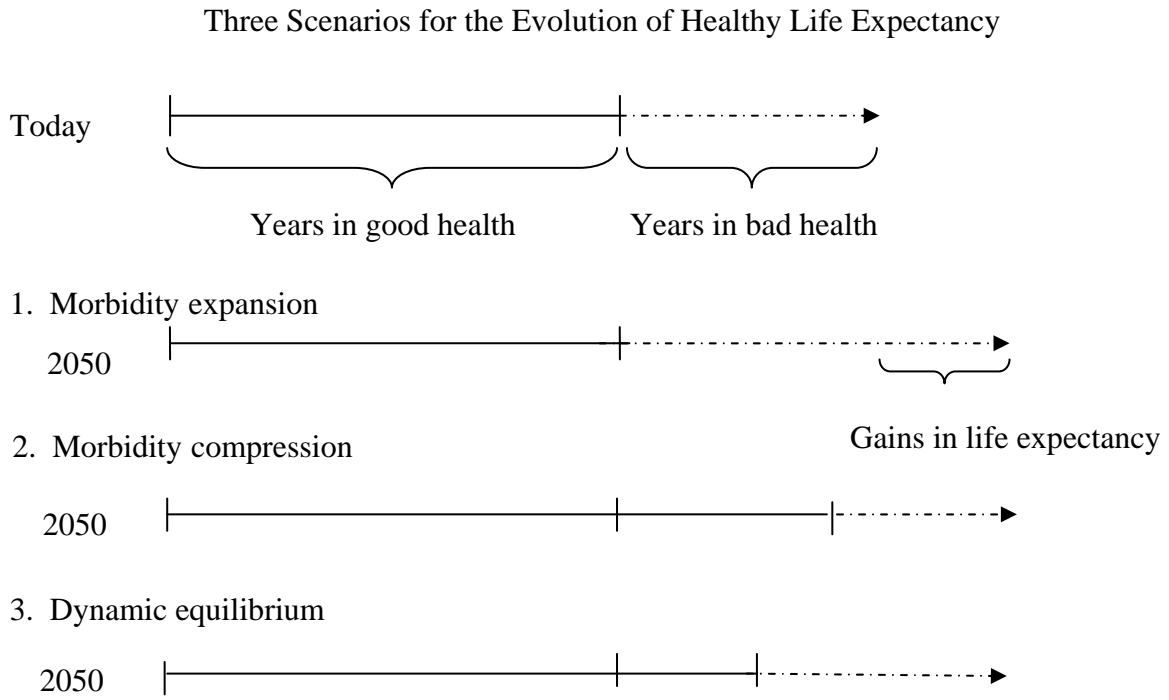 Three Scenarios for the Evolution of Healthy Life Expectancy
Today
Years in good health
Years in bad health
1. Morbidity expansion
2050
Gains in life expectancy
2. Morbidity compression
2050
3. Dynamic equilibrium
2050